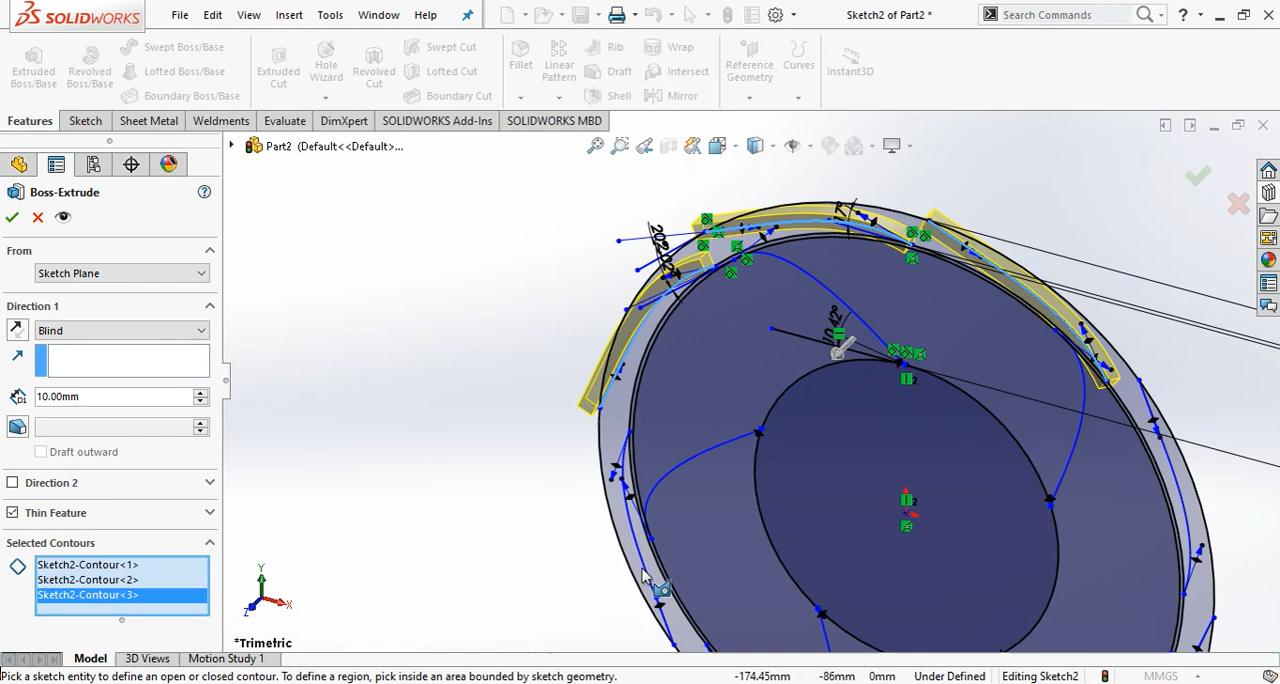 SOLIDWORKS File Edit View Insert Tools Window Help Sketch2 of Part2 * Search Commands
Extruded Boss/Base
Revolved Boss/Base
Swept Boss/Base
Lofted Boss/Base
Boundary Boss/Base
Extruded Cut
Hole Wizard
Revolved Cut
Swept Cut
Lofted Cut
Boundary Cut
Fillet
Linear Pattern
Rib
Draft
Shell
Wrap
Intersect
Mirror
Reference Geometry
Curves
Instant3D
Features Sketch Sheet Metal Weldments Evaluate DimXpert SOLIDWORKS Add-Ins SOLIDWORKS MBD
Part2 (Default<<Default>...
Boss-Extrude
From
Sketch Plane
Direction 1
Blind
10.00mm
Draft outward
Direction 2
Thin Feature
Selected Contours
Sketch2-Contour<1>
Sketch2-Contour<2>
Sketch2-Contour<3>
Y
X
Z
*Trimetric
Model 3D Views Motion Study 1
Pick a sketch entity to define an open or closed contour. To define a region, pick inside an area bounded by sketch geometry. -174.45mm -86mm 0mm Under Defined Editing Sketch2 MMGS